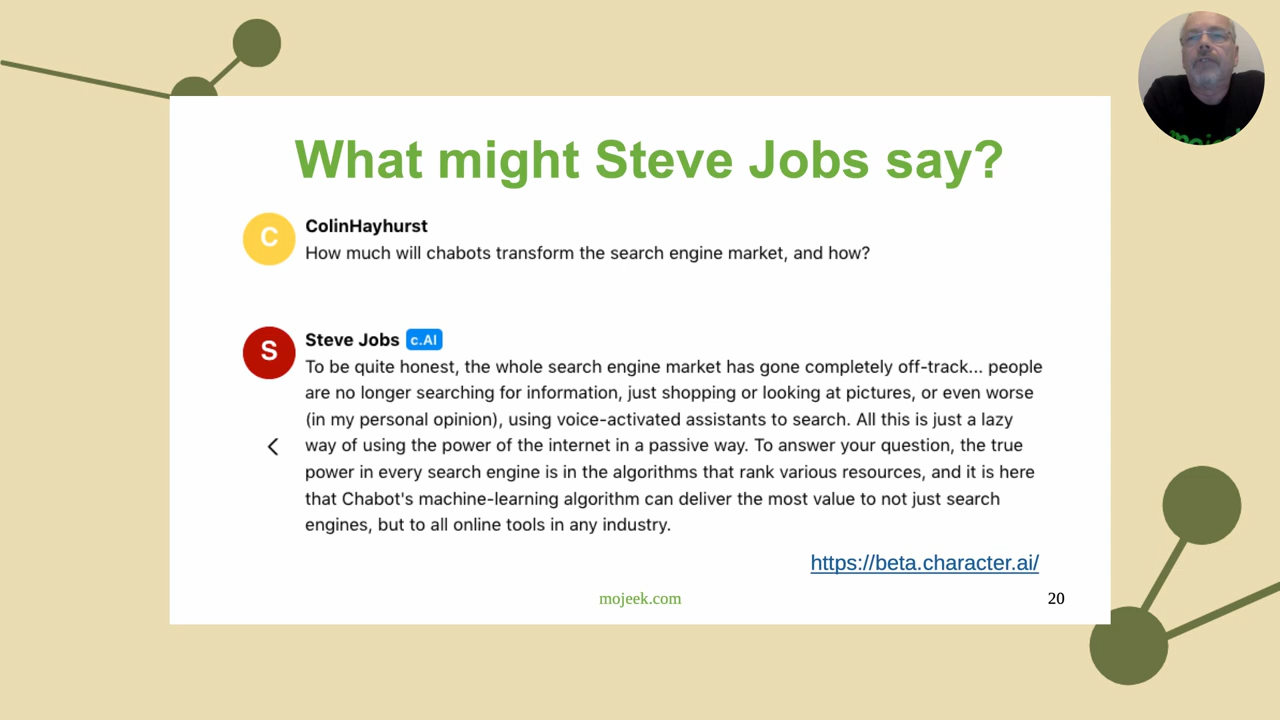 What might Steve Jobs say?
C
ColinHayhurst
How much will chabots transform the search engine market, and how?
S
Steve Jobs c.AI
To be quite honest, the whole search engine market has gone completely off-track... people
are no longer searching for information, just shopping or looking at pictures, or even worse
(in my personal opinion), using voice-activated assistants to search. All this is just a lazy
way of using the power of the internet in a passive way. To answer your question, the true
power in every search engine is in the algorithms that rank various resources, and it is here
that Chabot's machine-learning algorithm can deliver the most value to not just search
engines, but to all online tools in any industry.
https://beta.character.ai/
mojeek.com
20